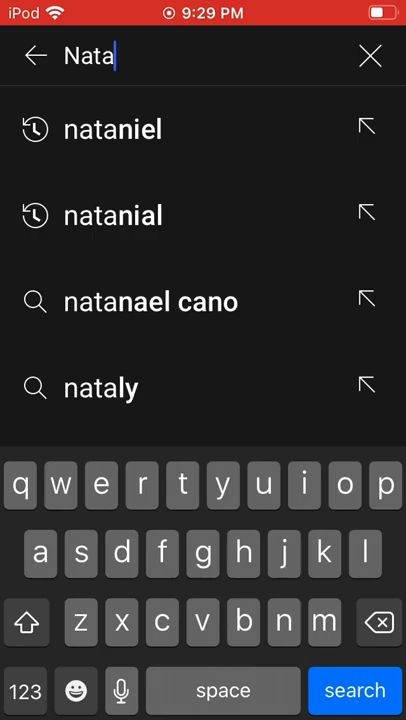 iPod 9:29 PM
Nata
nataniel
natanial
natanael cano
nataly
q w e r t y u i o p
a s d f g h j k l
z x c v b n m
123 space search